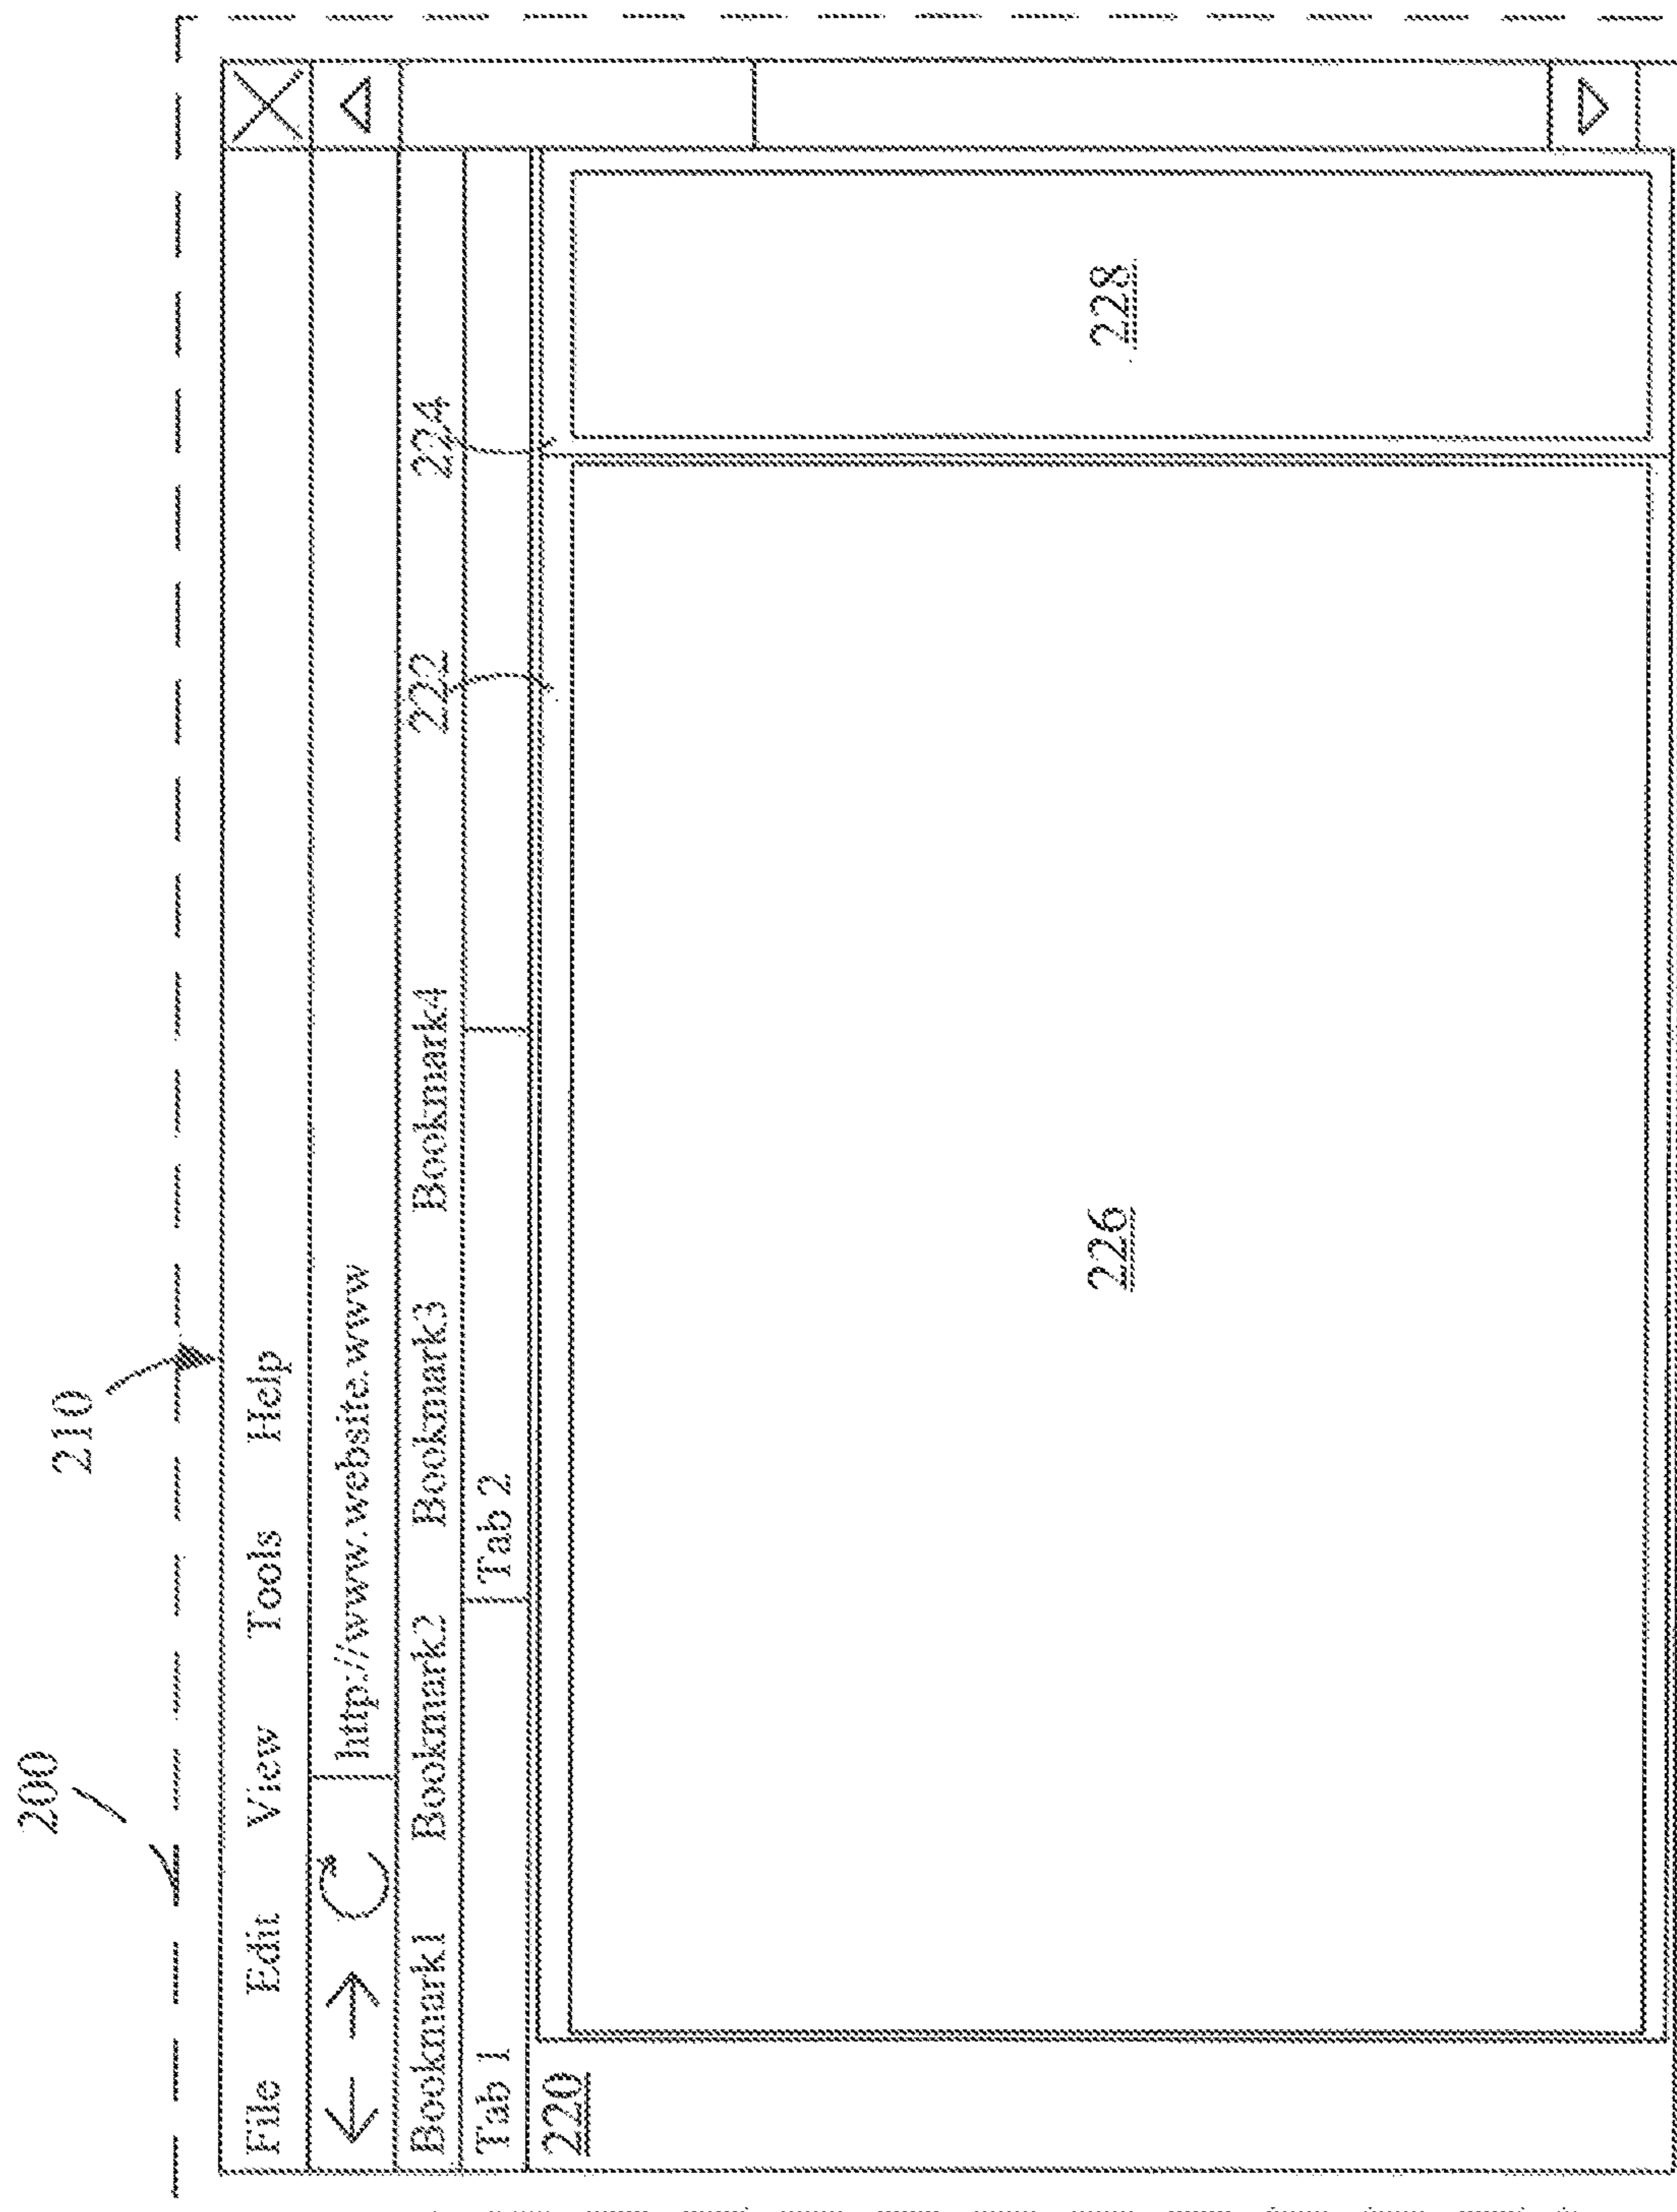 200
210
File Edit View Tools Help
http://www.website.www
Bookmark1 Bookmark2 Bookmark3 Bookmark4 222 224
Tab 1 Tab 2
220
226 228